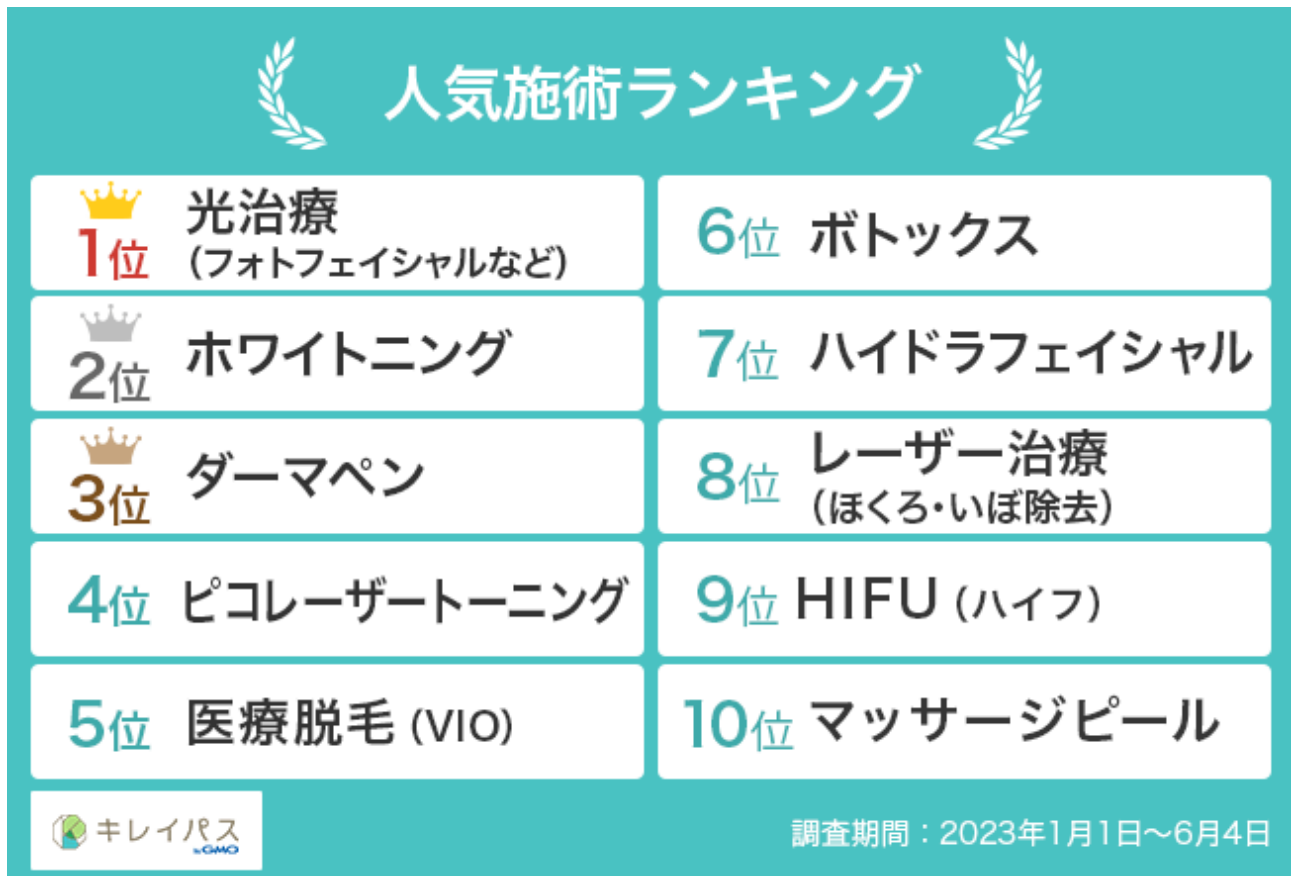 人気施術ランキング
1位 光治療
(フォトフェイシャルなど)
2位 ホワイトニング
3位 ダーマペン
4位 ピコレーザートーニング
5位 医療脱毛 (VIO)
6位 ボトックス
7位 ハイドラフェイシャル
8位 レーザー治療
(ほくろ・いぼ除去)
9位 HIFU (ハイフ)
10位 マッサージピール
キレイパス
byGMO
調査期間：2023年1月1日～6月4日